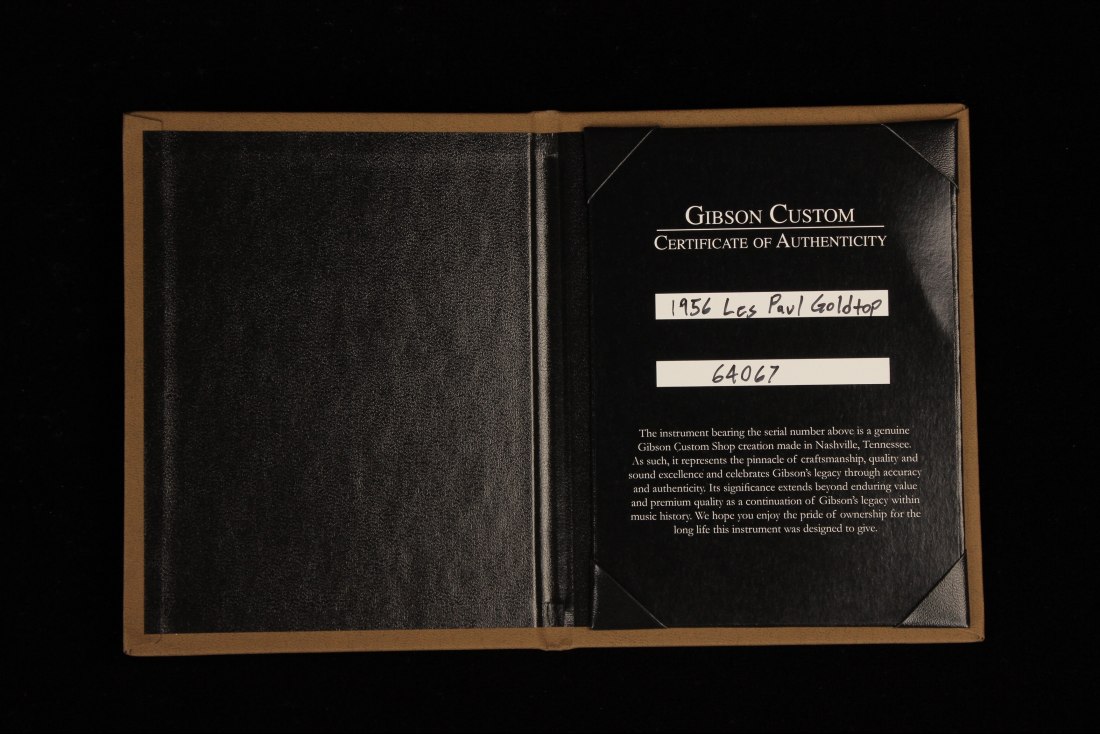 GIBSON CUSTOM
CERTIFICATE OF AUTHENTICITY
1956 Les Paul Goldtop
64067
The instrument bearing the serial number above is a genuine
Gibson Custom Shop creation made in Nashville, Tennessee.
As such, it represents the pinnacle of craftsmanship, quality and
sound excellence and celebrates Gibson's legacy through accuracy
and authenticity. Its significance extends beyond enduring value
and premium quality as a continuation of Gibson's legacy within
music history. We hope you enjoy the pride of ownership for the
long life this instrument was designed to give.